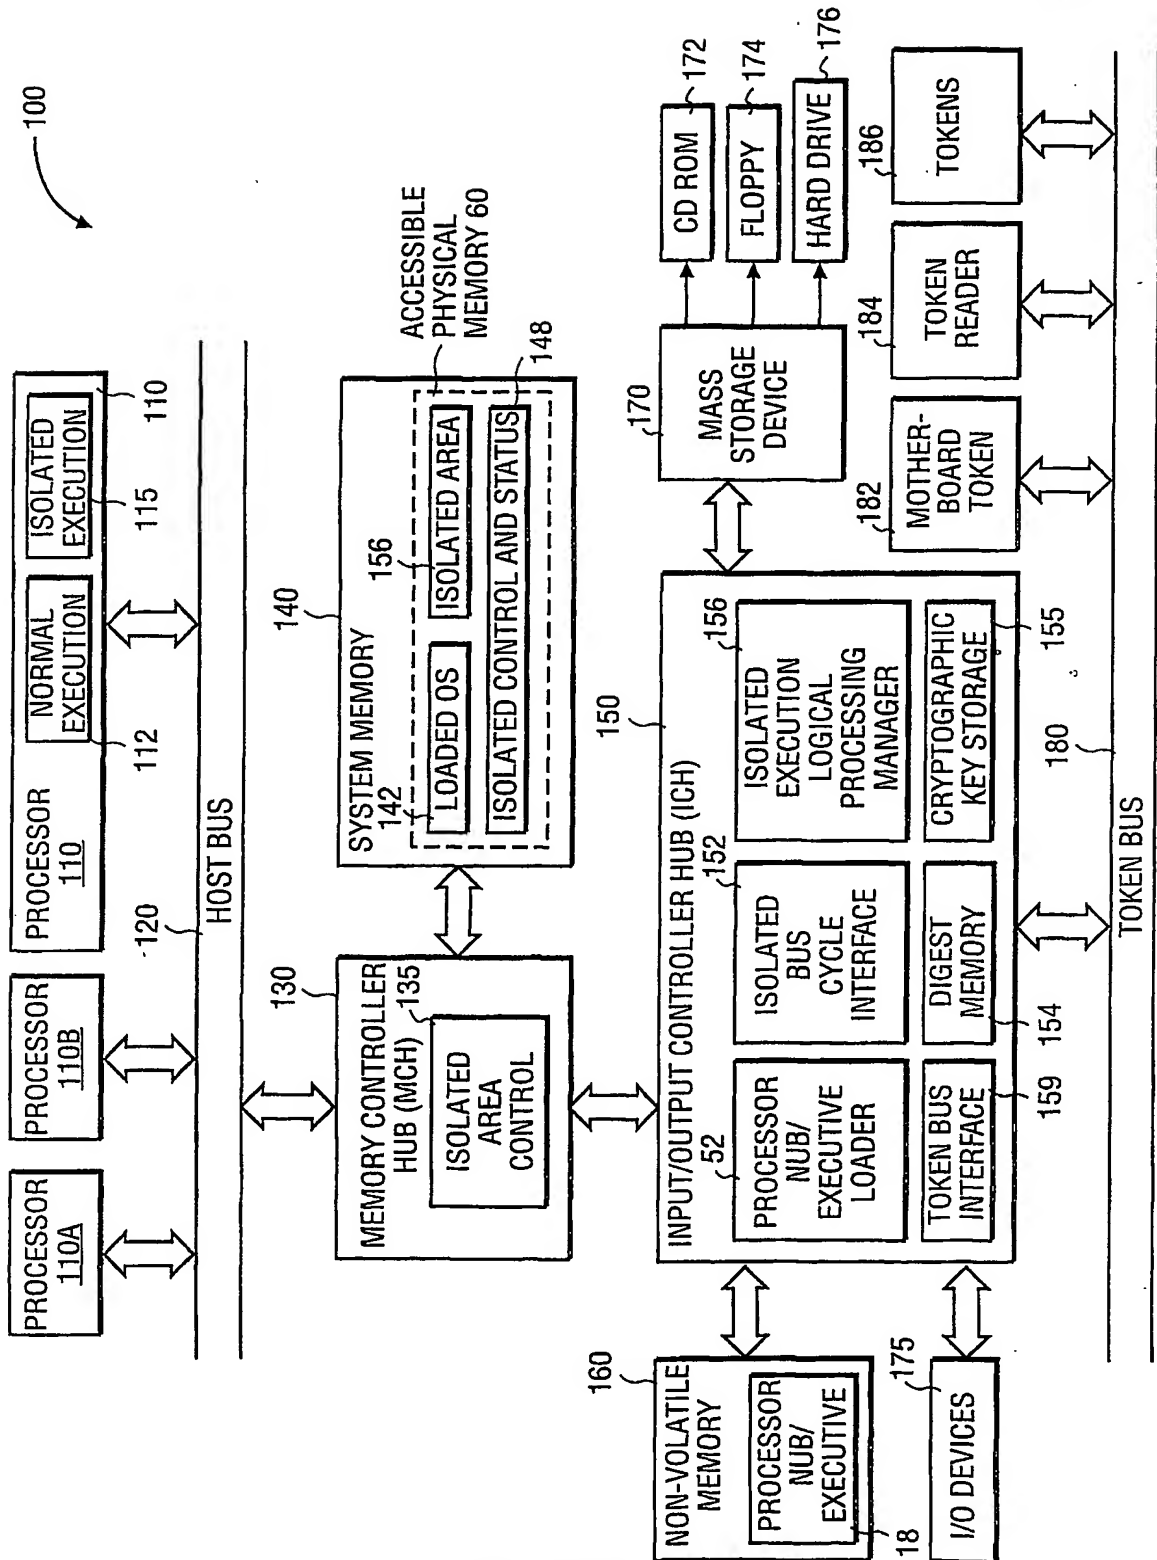 100
PROCESSOR
110A
PROCESSOR
110B
PROCESSOR
110
NORMAL
EXECUTION
112
ISOLATED
EXECUTION
115
110
120
HOST BUS
MEMORY CONTROLLER
HUB (MCH)
130
135
ISOLATED
AREA
CONTROL
140
SYSTEM MEMORY
142
LOADED OS
156
ISOLATED AREA
ISOLATED CONTROL AND STATUS
148
ACCESSIBLE
PHYSICAL
MEMORY 60
150
INPUT/OUTPUT CONTROLLER HUB (ICH)
52
PROCESSOR
NUB/
EXECUTIVE
LOADER
152
ISOLATED
BUS
CYCLE
INTERFACE
156
ISOLATED
EXECUTION
LOGICAL
PROCESSING
MANAGER
TOKEN BUS
INTERFACE
159
DIGEST
MEMORY
154
CRYPTOGRAPHIC
KEY STORAGE
155
160
NON-VOLATILE
MEMORY
PROCESSOR
NUB/
EXECUTIVE
18
175
I/O DEVICES
170
MASS
STORAGE
DEVICE
CD ROM
172
FLOPPY
174
HARD DRIVE
176
182
MOTHER-
BOARD
TOKEN
184
TOKEN
READER
186
TOKENS
180
TOKEN BUS